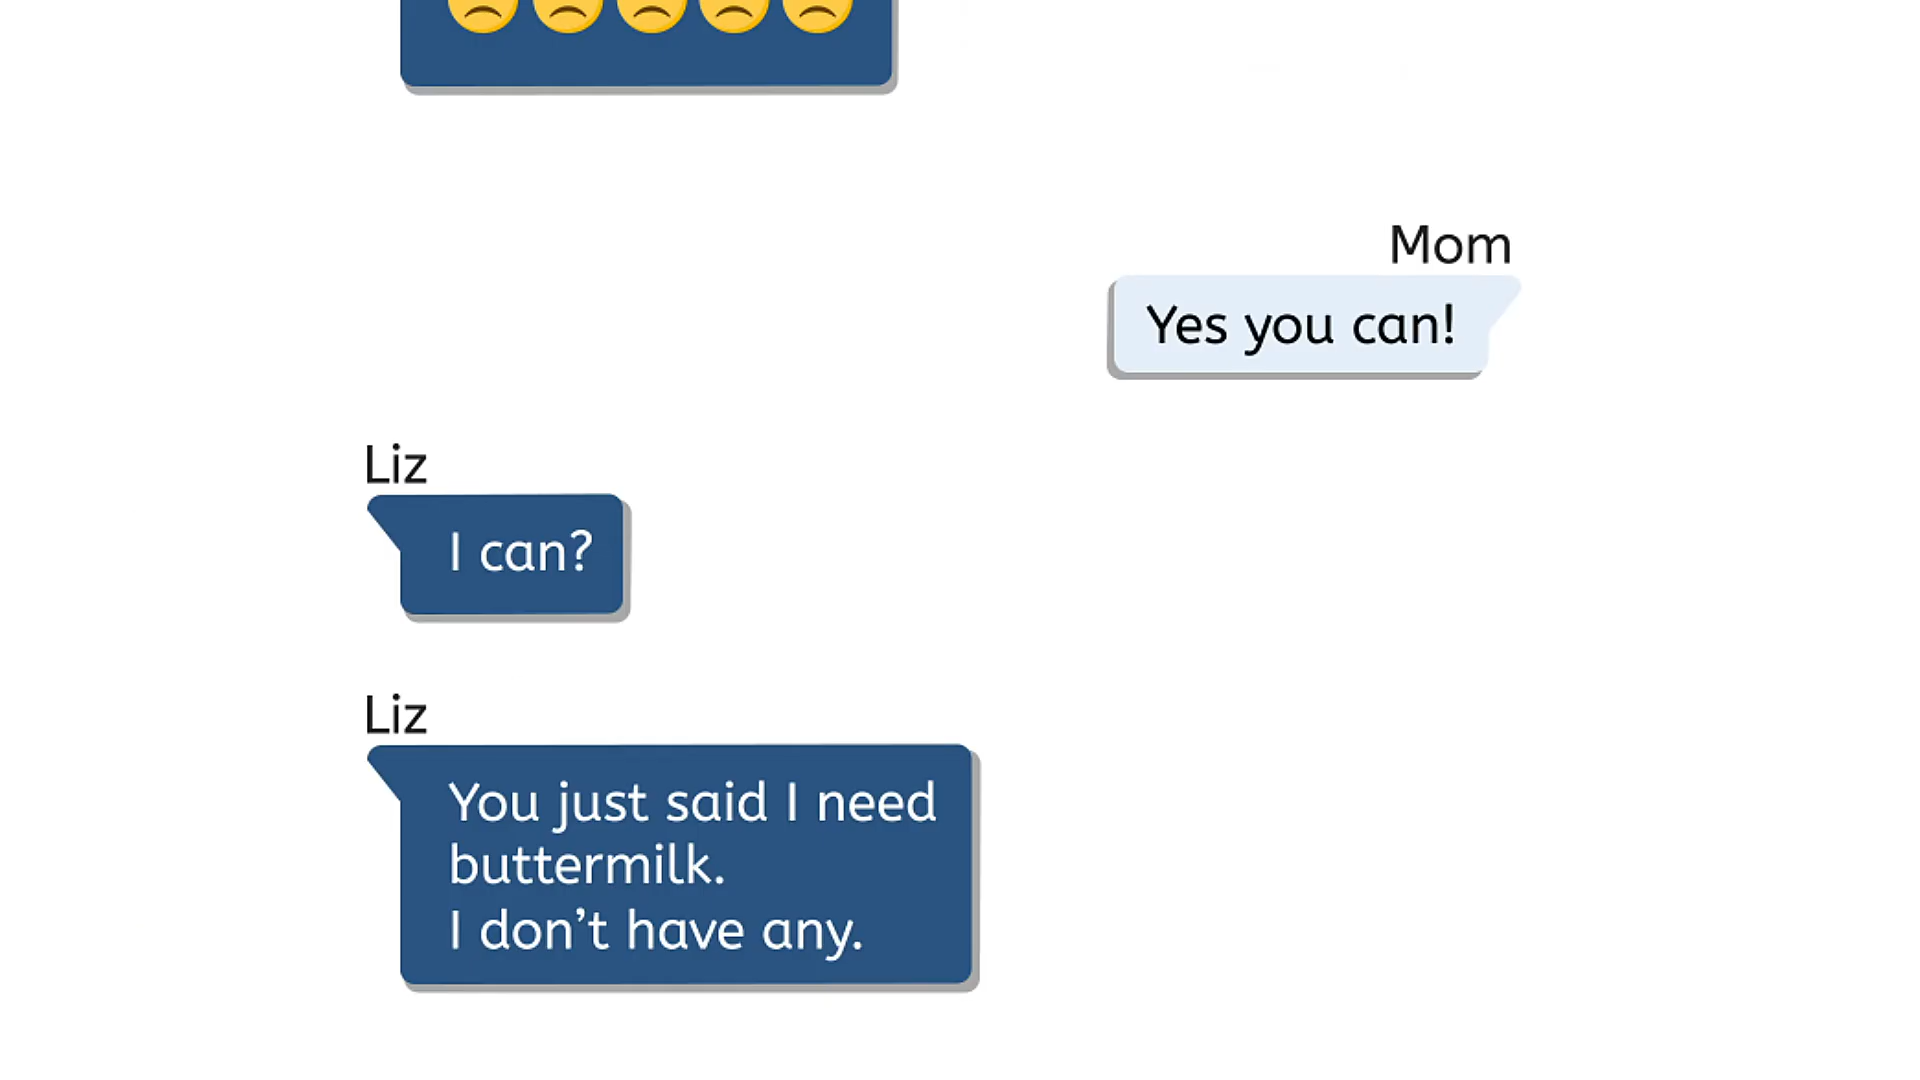 Mom
Yes you can!
Liz
I can?
Liz
You just said I need
buttermilk.
I don’t have any.